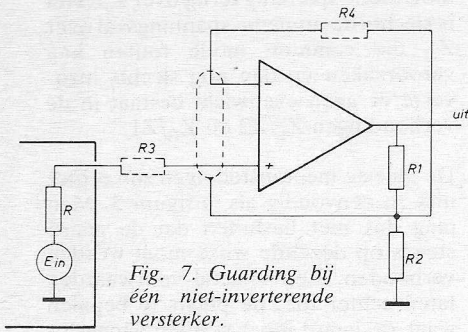 R4
uit
R3
R1
R
R2
Ein
−
+
Fig. 7. Guarding bij
één niet-inverterende
versterker.